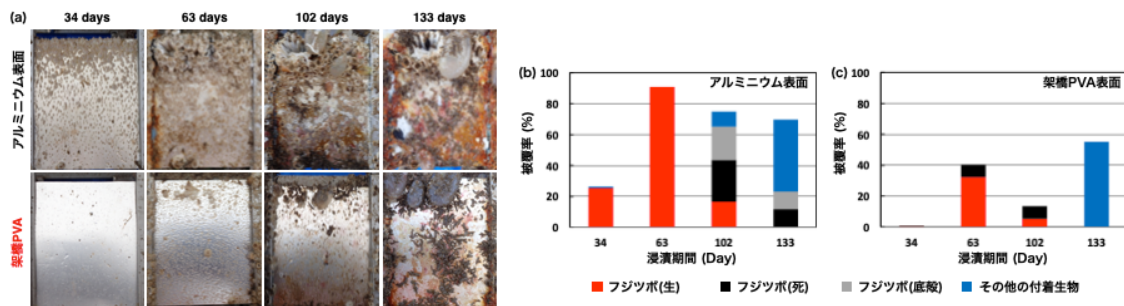 (a)
34 days
63 days
102 days
133 days
アルミニウム表面
架橋PVA
(b)
アルミニウム表面
被覆率 (%)
100
80
60
40
20
0
34
63
102
133
浸漬期間 (Day)
(c)
架橋PVA表面
被覆率 (%)
100
80
60
40
20
0
34
63
102
133
浸漬期間 (Day)
フジツボ(生)
フジツボ(死)
フジツボ(底殻)
その他の付着生物